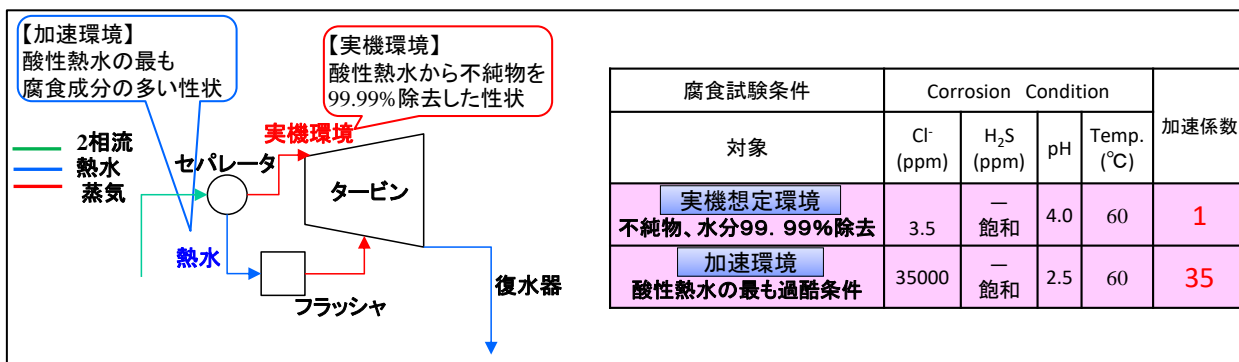 【加速環境】
酸性熱水の最も
腐食成分の多い性状
【実機環境】
酸性熱水から不純物を
99.99%除去した性状
実機環境
2相流
熱水
蒸気
セパレータ
タービン
熱水
フラッシャ
復水器
腐食試験条件
Corrosion Condition
加速係数
対象
Cl-
(ppm)
H2S
(ppm)
pH
Temp.
(℃)
実機想定環境
不純物、水分99. 99%除去
3.5
―
飽和
4.0
60
1
加速環境
酸性熱水の最も過酷条件
35000
―
飽和
2.5
60
35